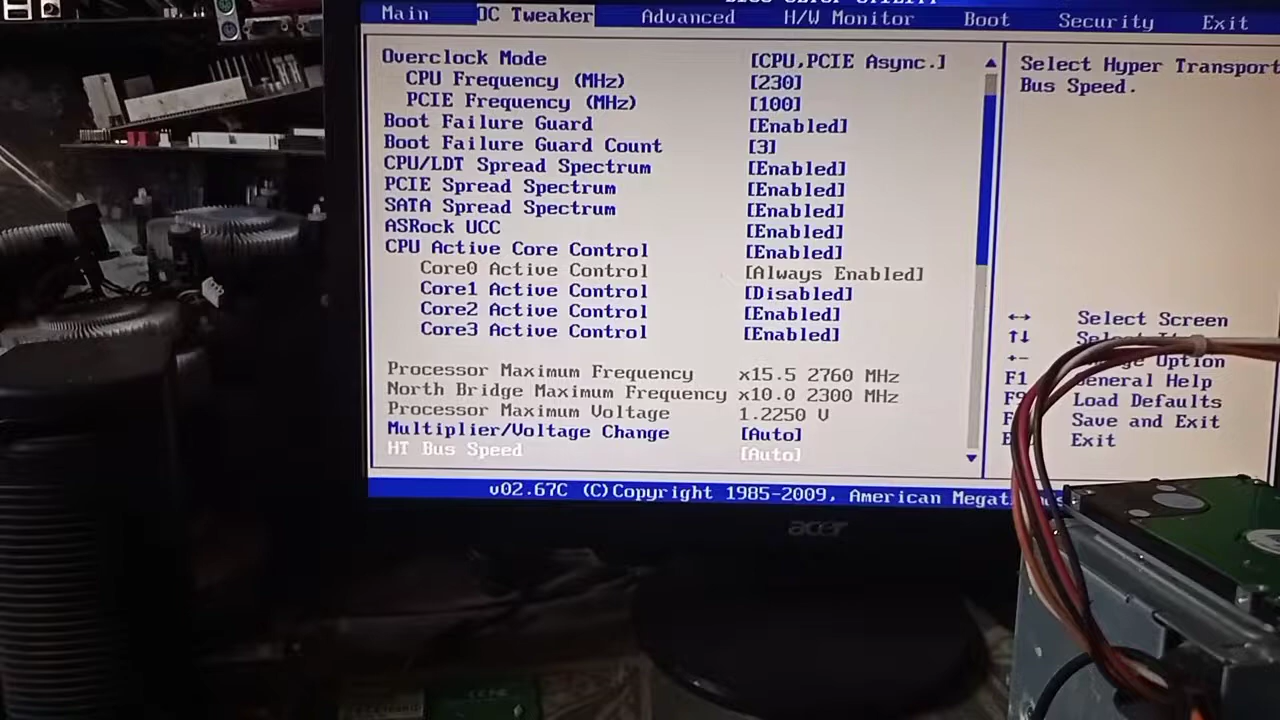 Main OC Tweaker Advanced H/W Monitor Boot Security Exit
Overclock Mode [CPU,PCIE Async.]
CPU Frequency (MHz) [230]
PCIE Frequency (MHz) [100]
Boot Failure Guard [Enabled]
Boot Failure Guard Count [3]
CPU/LDT Spread Spectrum [Enabled]
PCIE Spread Spectrum [Enabled]
SATA Spread Spectrum [Enabled]
ASRock UCC [Enabled]
CPU Active Core Control [Enabled]
Core0 Active Control [Always Enabled]
Core1 Active Control [Disabled]
Core2 Active Control [Enabled]
Core3 Active Control [Enabled]
Processor Maximum Frequency x15.5 2760 MHz
North Bridge Maximum Frequency x10.0 2300 MHz
Processor Maximum Voltage 1.2250 V
Multiplier/Voltage Change [Auto]
HT Bus Speed [Auto]
Select Hyper Transport
Bus Speed.
↔ Select Screen
↑↓
+- Option
F1 General Help
Load Defaults
Save and Exit
Exit
v02.67C (C)Copyright 1985-2009, American
acer